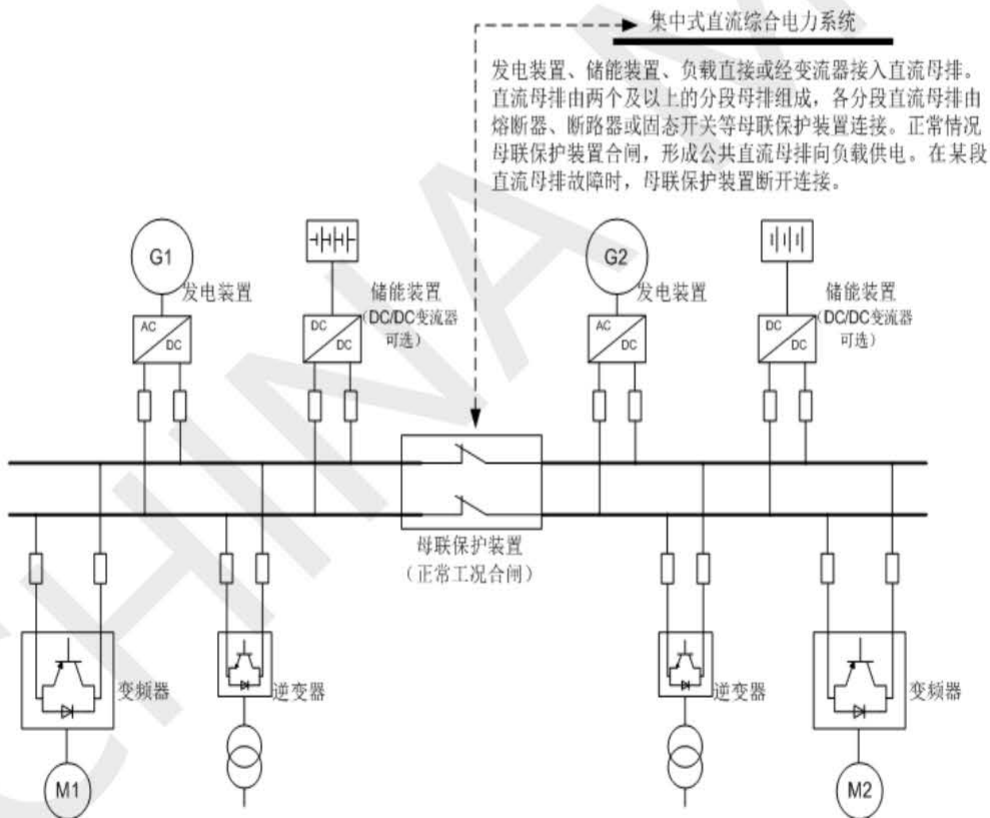 集中式直流综合电力系统
发电装置、储能装置、负载直接或经变流器接入直流母排。
直流母排由两个及以上的分段母排组成，各分段直流母排由
熔断器、断路器或固态开关等母联保护装置连接。正常情况
母联保护装置合闸，形成公共直流母排向负载供电。在某段
直流母排故障时，母联保护装置断开连接。
G1
发电装置
AC
DC
储能装置
（DC/DC变流器
可选）
DC
DC
G2
发电装置
AC
DC
储能装置
（DC/DC变流器
可选）
DC
DC
母联保护装置
（正常工况合闸）
变频器
逆变器
逆变器
变频器
M1
M2
CHINA